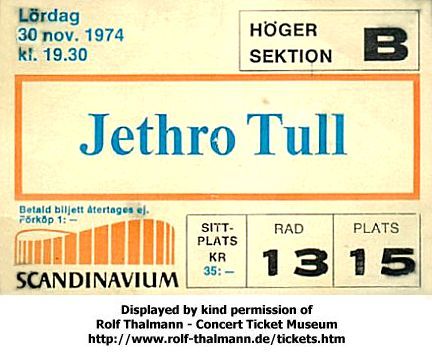 Lördag
30 nov. 1974
kl. 19.30
HÖGER
SEKTION B
Jethro Tull
Betald biljett återtages ej.
Förköp 1:—
SCANDINAVIUM
SITT-
PLATS
KR
35:—
RAD
13
PLATS
15
Displayed by kind permission of
Rolf Thalmann - Concert Ticket Museum
http://www.rolf-thalmann.de/tickets.htm